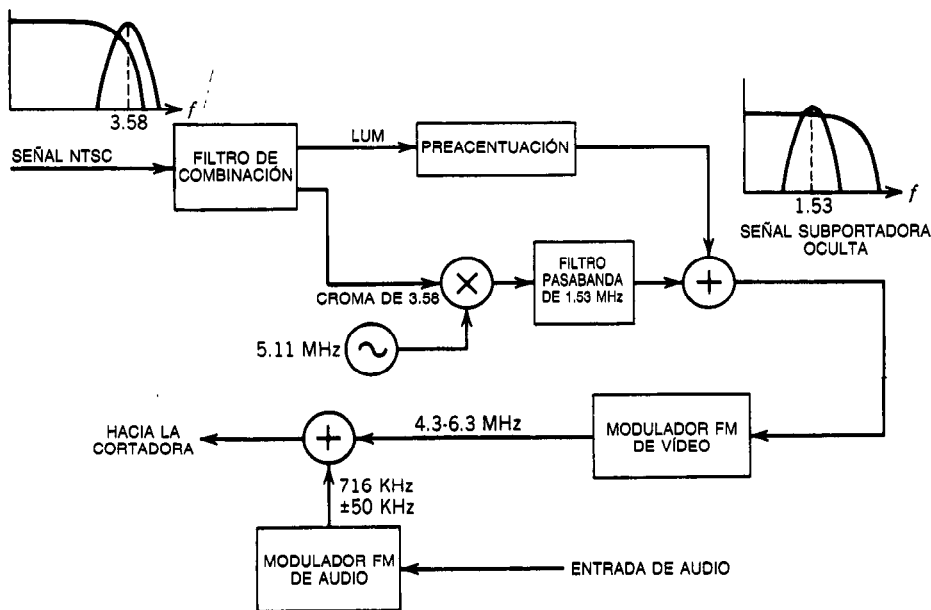 f
3.58
SEÑAL NTSC
FILTRO DE
COMBINACIÓN
LUM
PREACENTUACIÓN
f
1.53
SEÑAL SUBPORTADORA
OCULTA
CROMA DE 3.58
×
FILTRO
PASABANDA
DE 1.53 MHz
+
5.11 MHz
~
HACIA LA
CORTADORA
+
4.3-6.3 MHz
MODULADOR FM
DE VÍDEO
716 KHz
±50 KHz
MODULADOR FM
DE AUDIO
ENTRADA DE AUDIO